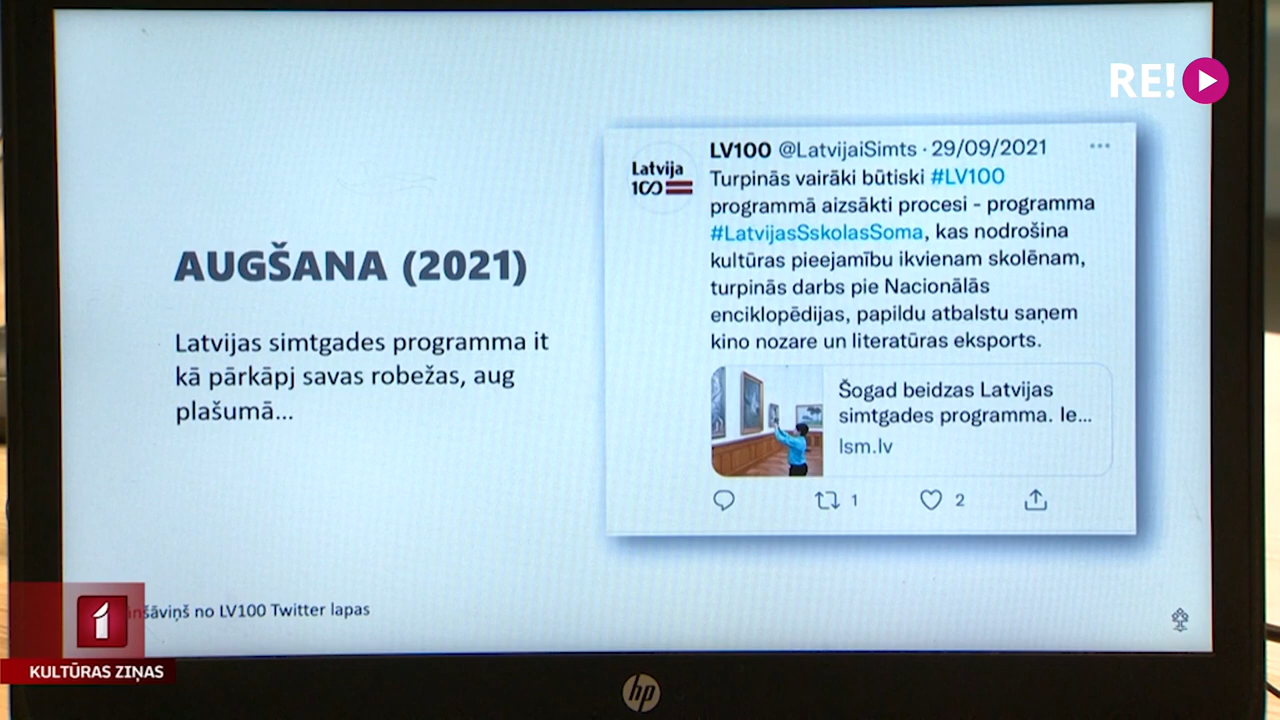 RE!
AUGŠANA (2021)
Latvijas simtgades programma it
kā pārkāpj savas robežas, aug
plašumā...
Latvija
100
LV100 @LatvijaiSimts · 29/09/2021
Turpinās vairāki būtiski #LV100
programmā aizsākti procesi - programma
#LatvijasSskolasSoma, kas nodrošina
kultūras pieejamību ikvienam skolēnam,
turpinās darbs pie Nacionālās
enciklopēdijas, papildu atbalstu saņem
kino nozare un literatūras eksports.
Šogad beidzas Latvijas
simtgades programma. Ie...
lsm.lv
1 2
no LV100 Twitter lapas
1
KULTŪRAS ZIŅAS
hp